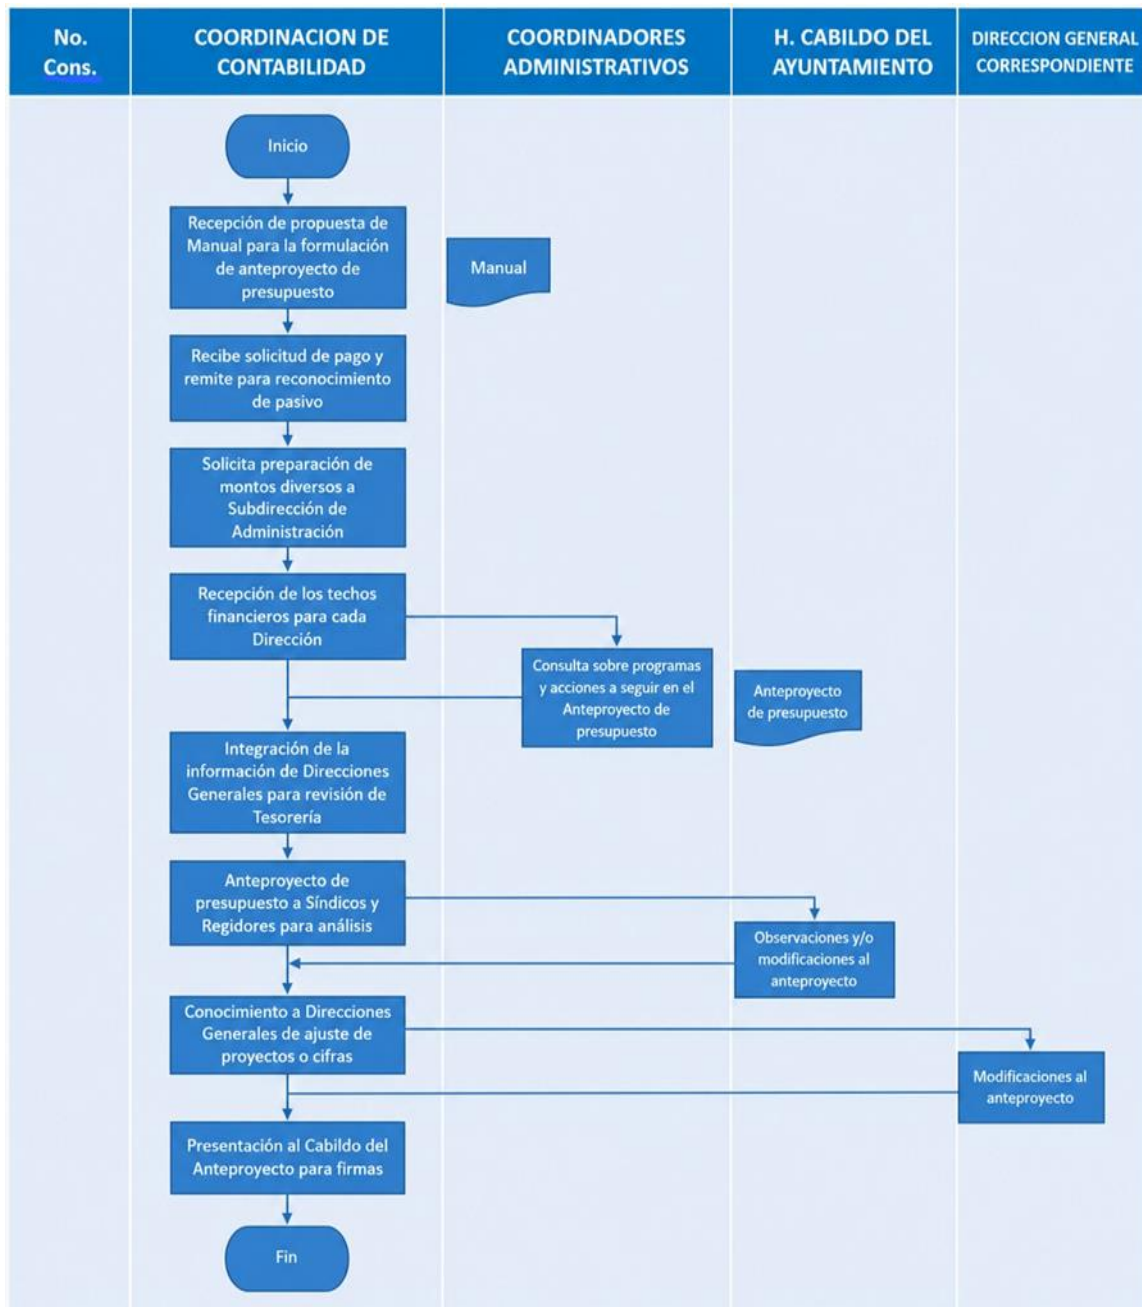 No.
Cons.
COORDINACION DE
CONTABILIDAD
COORDINADORES
ADMINISTRATIVOS
H. CABILDO DEL
AYUNTAMIENTO
DIRECCION GENERAL
CORRESPONDIENTE
Inicio
Recepción de propuesta de
Manual para la formulación
de anteproyecto de
presupuesto
Manual
Recibe solicitud de pago y
remite para reconocimiento
de pasivo
Solicita preparación de
montos diversos a
Subdirección de
Administración
Recepción de los techos
financieros para cada
Dirección
Consulta sobre programas
y acciones a seguir en el
Anteproyecto de
presupuesto
Anteproyecto
de presupuesto
Integración de la
información de Direcciones
Generales para revisión de
Tesorería
Anteproyecto de
presupuesto a Síndicos y
Regidores para análisis
Observaciones y/o
modificaciones al
anteproyecto
Conocimiento a Direcciones
Generales de ajuste de
proyectos o cifras
Modificaciones al
anteproyecto
Presentación al Cabildo del
Anteproyecto para firmas
Fin